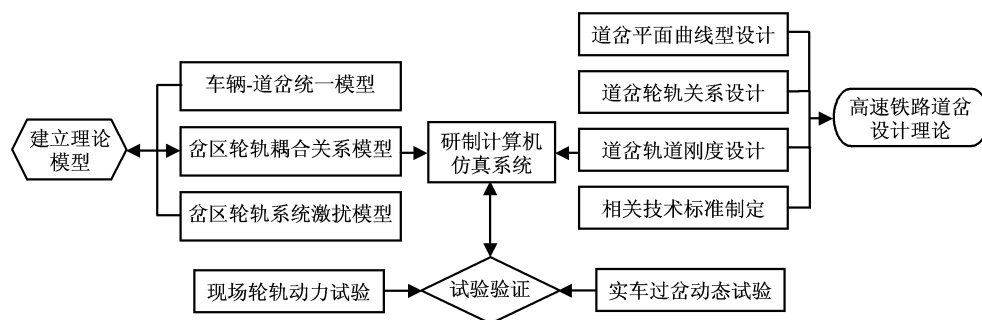 建立理论
模型
车辆-道岔统一模型
岔区轮轨耦合关系模型
岔区轮轨系统激扰模型
研制计算机
仿真系统
道岔平面曲线型设计
道岔轮轨关系设计
道岔轨道刚度设计
相关技术标准制定
高速铁路道岔
设计理论
现场轮轨动力试验
试验验证
实车过岔动态试验